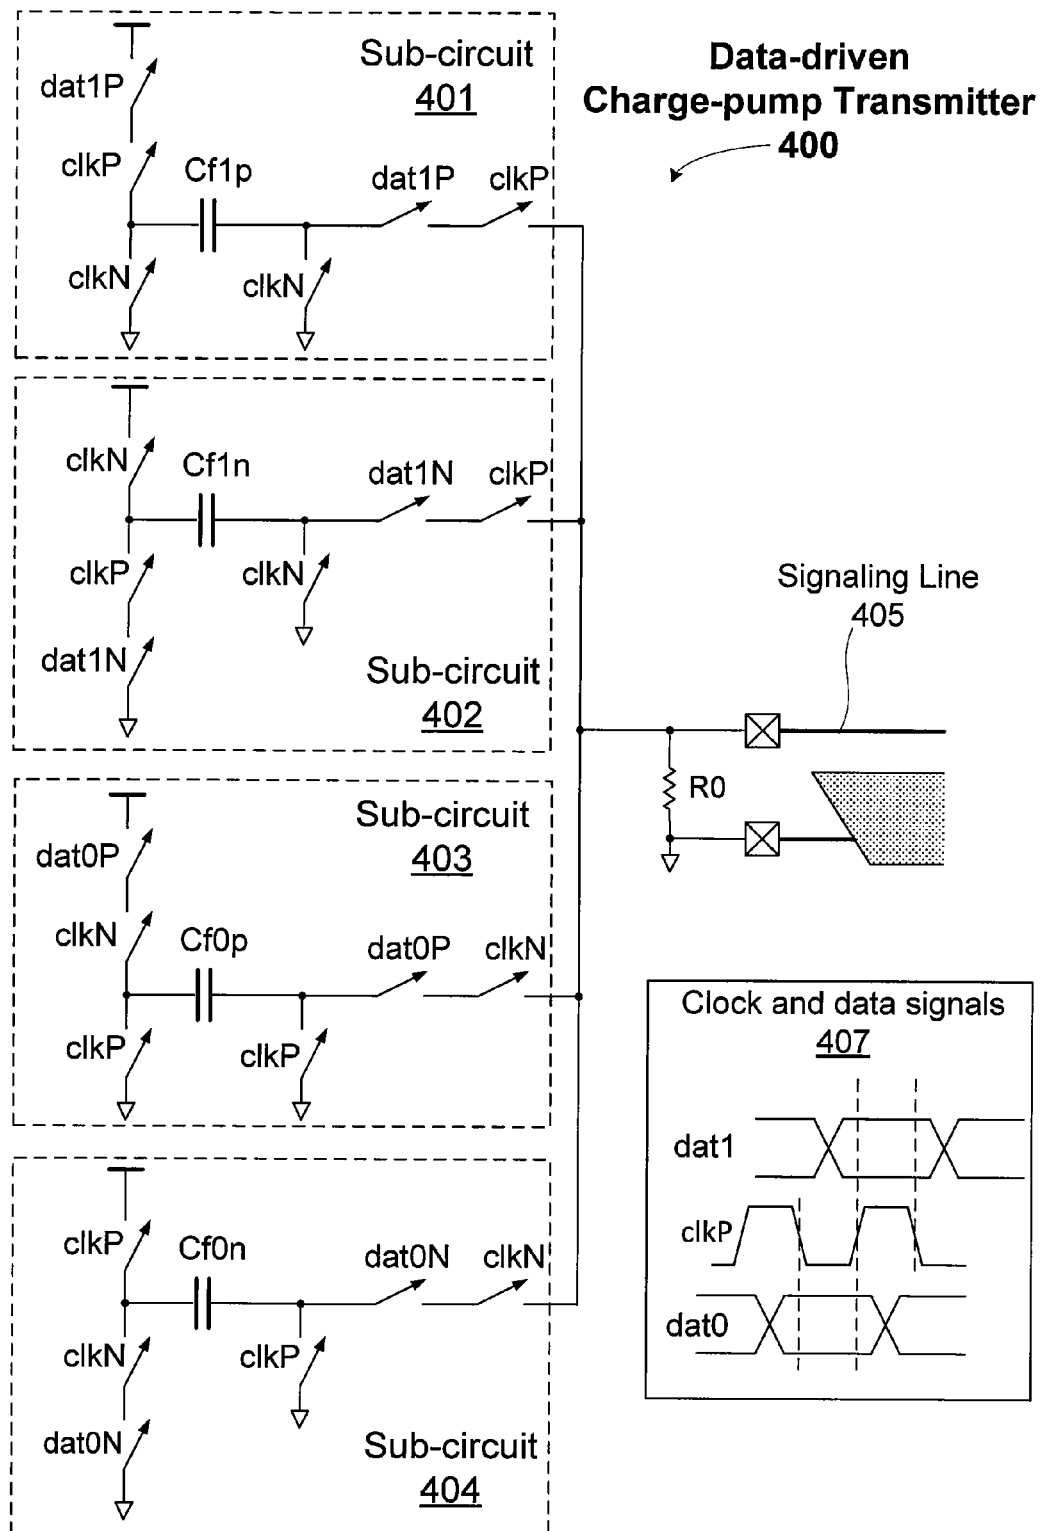 Data-driven
Charge-pump Transmitter
400
Sub-circuit
401
dat1P
clkP
Cf1p
dat1P
clkP
clkN
clkN
clkN
Cf1n
dat1N
clkP
clkP
clkN
dat1N
Sub-circuit
402
Signaling Line
405
R0
Sub-circuit
403
dat0P
clkN
Cf0p
dat0P
clkN
clkP
clkP
clkP
Cf0n
dat0N
clkN
clkN
clkP
dat0N
Sub-circuit
404
Clock and data signals
407
dat1
clkP
dat0